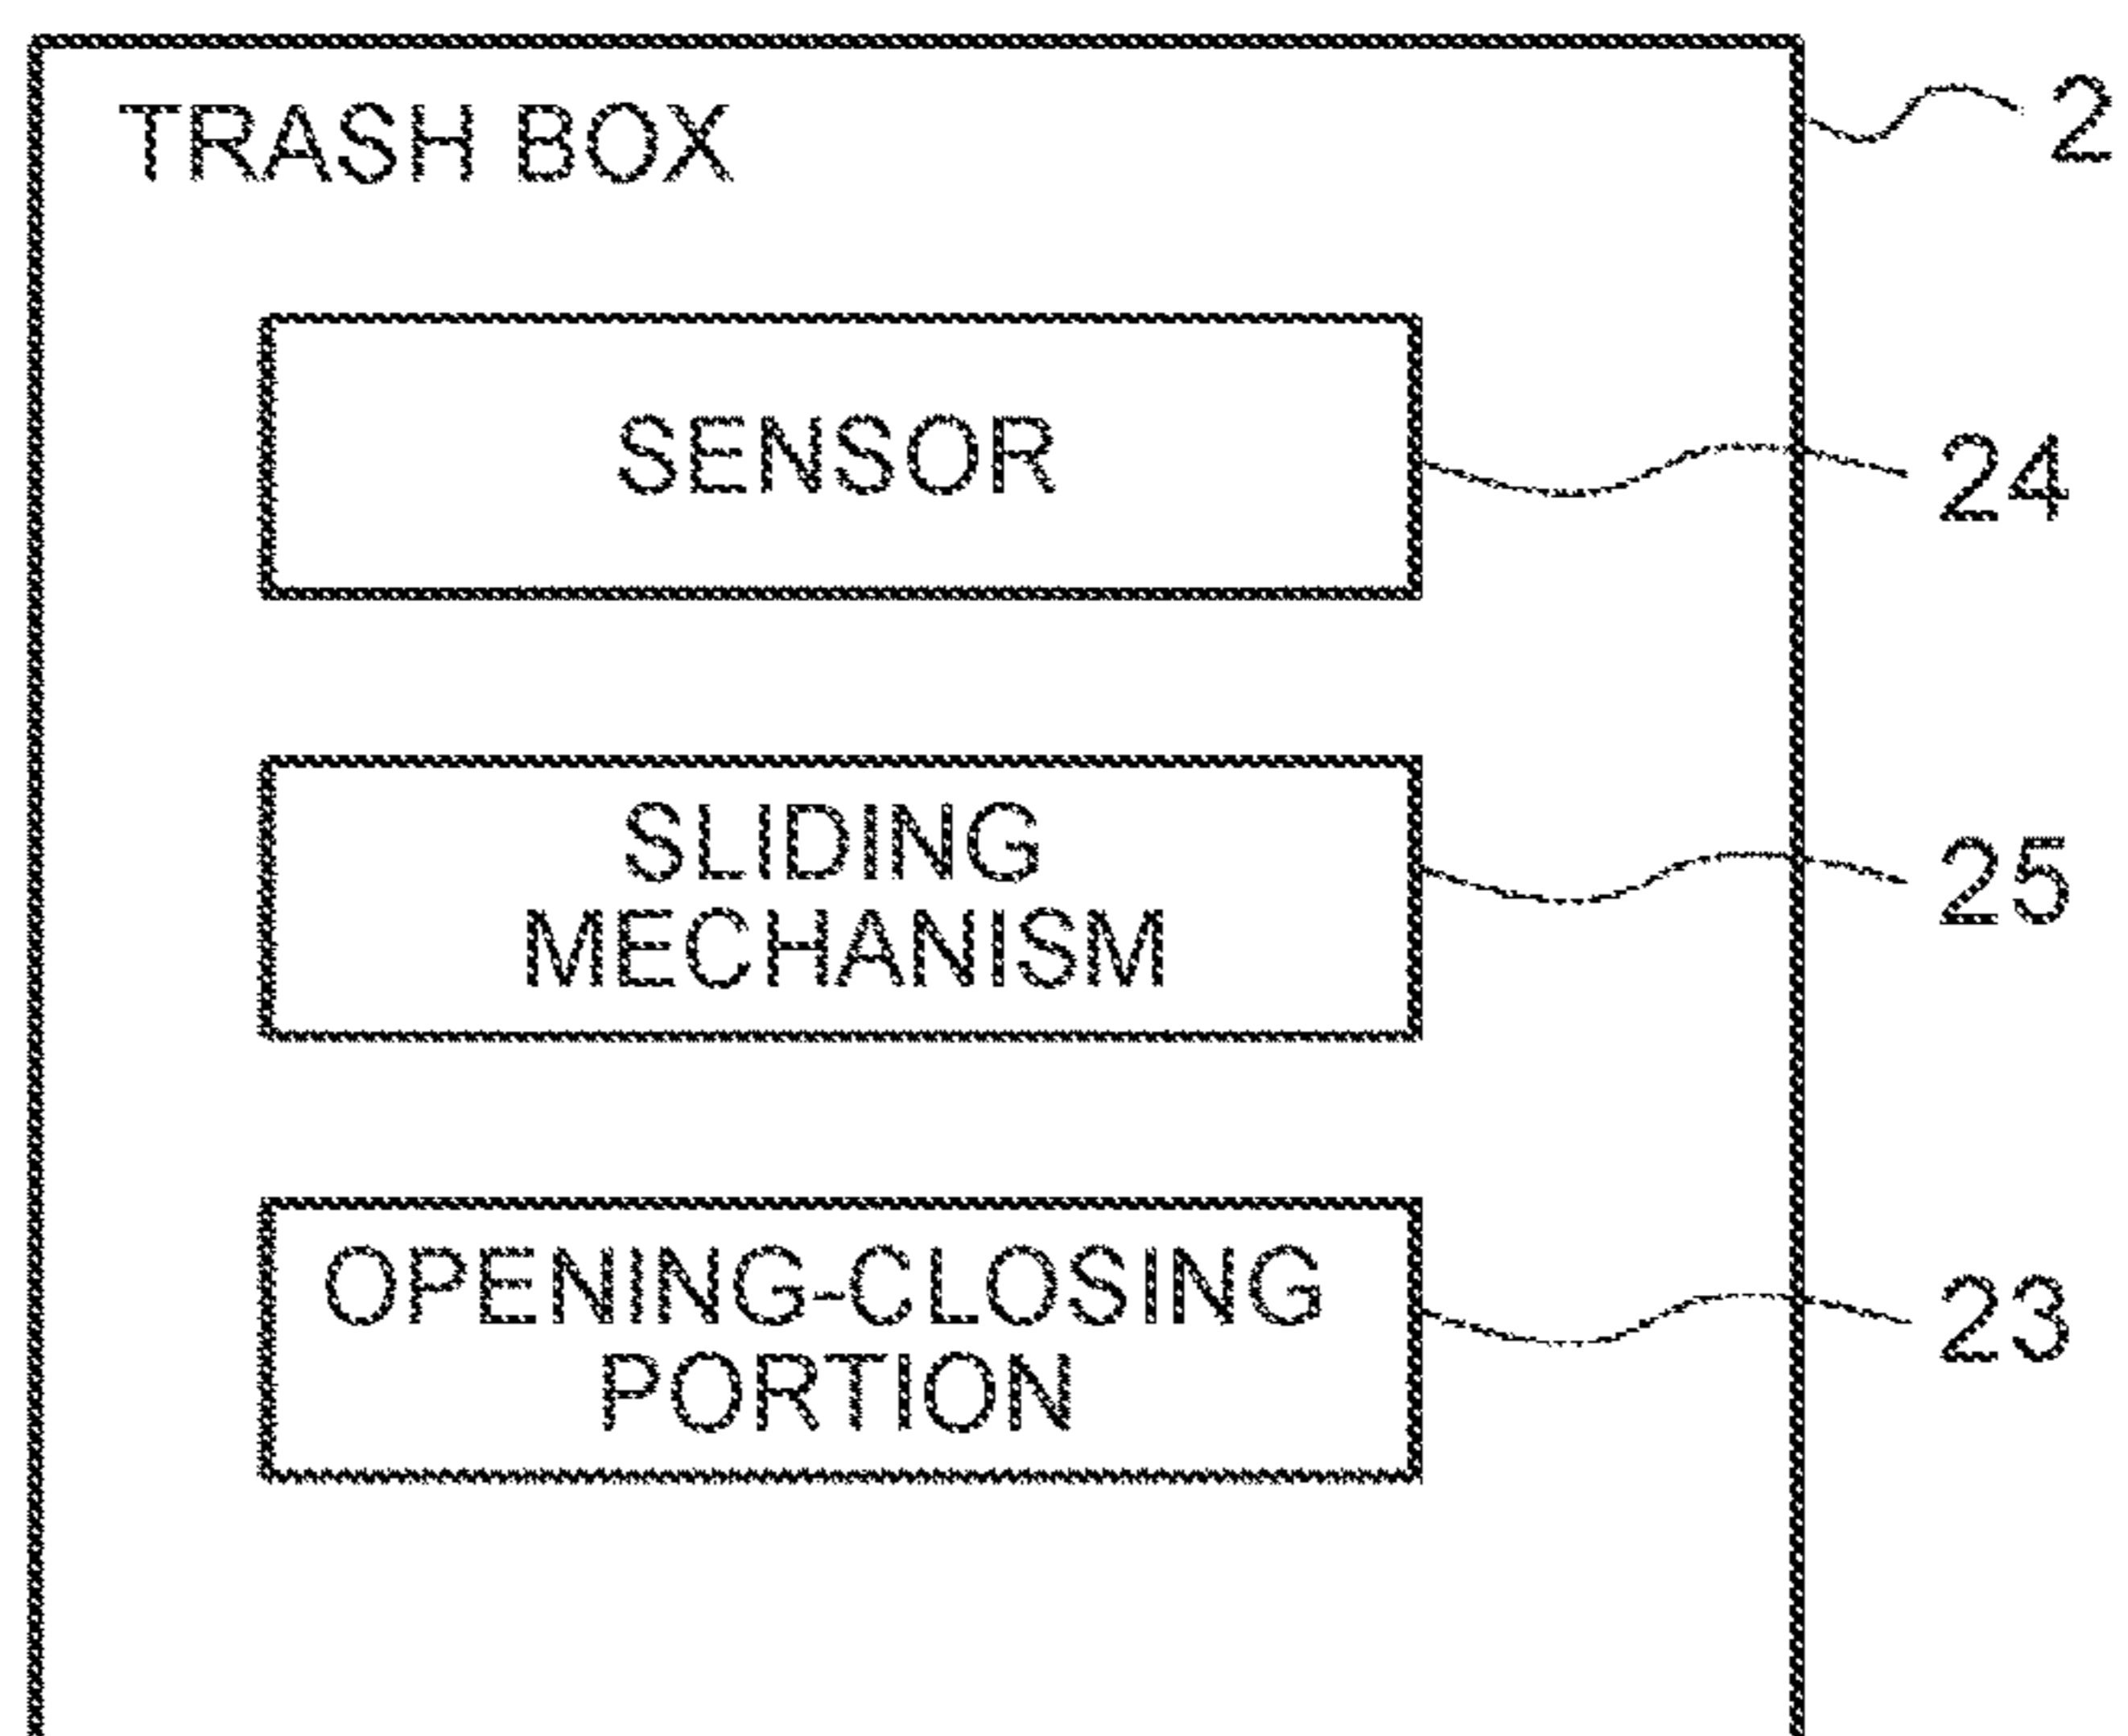 TRASH BOX
2
SENSOR
24
SLIDING
MECHANISM
25
OPENING-CLOSING
PORTION
23